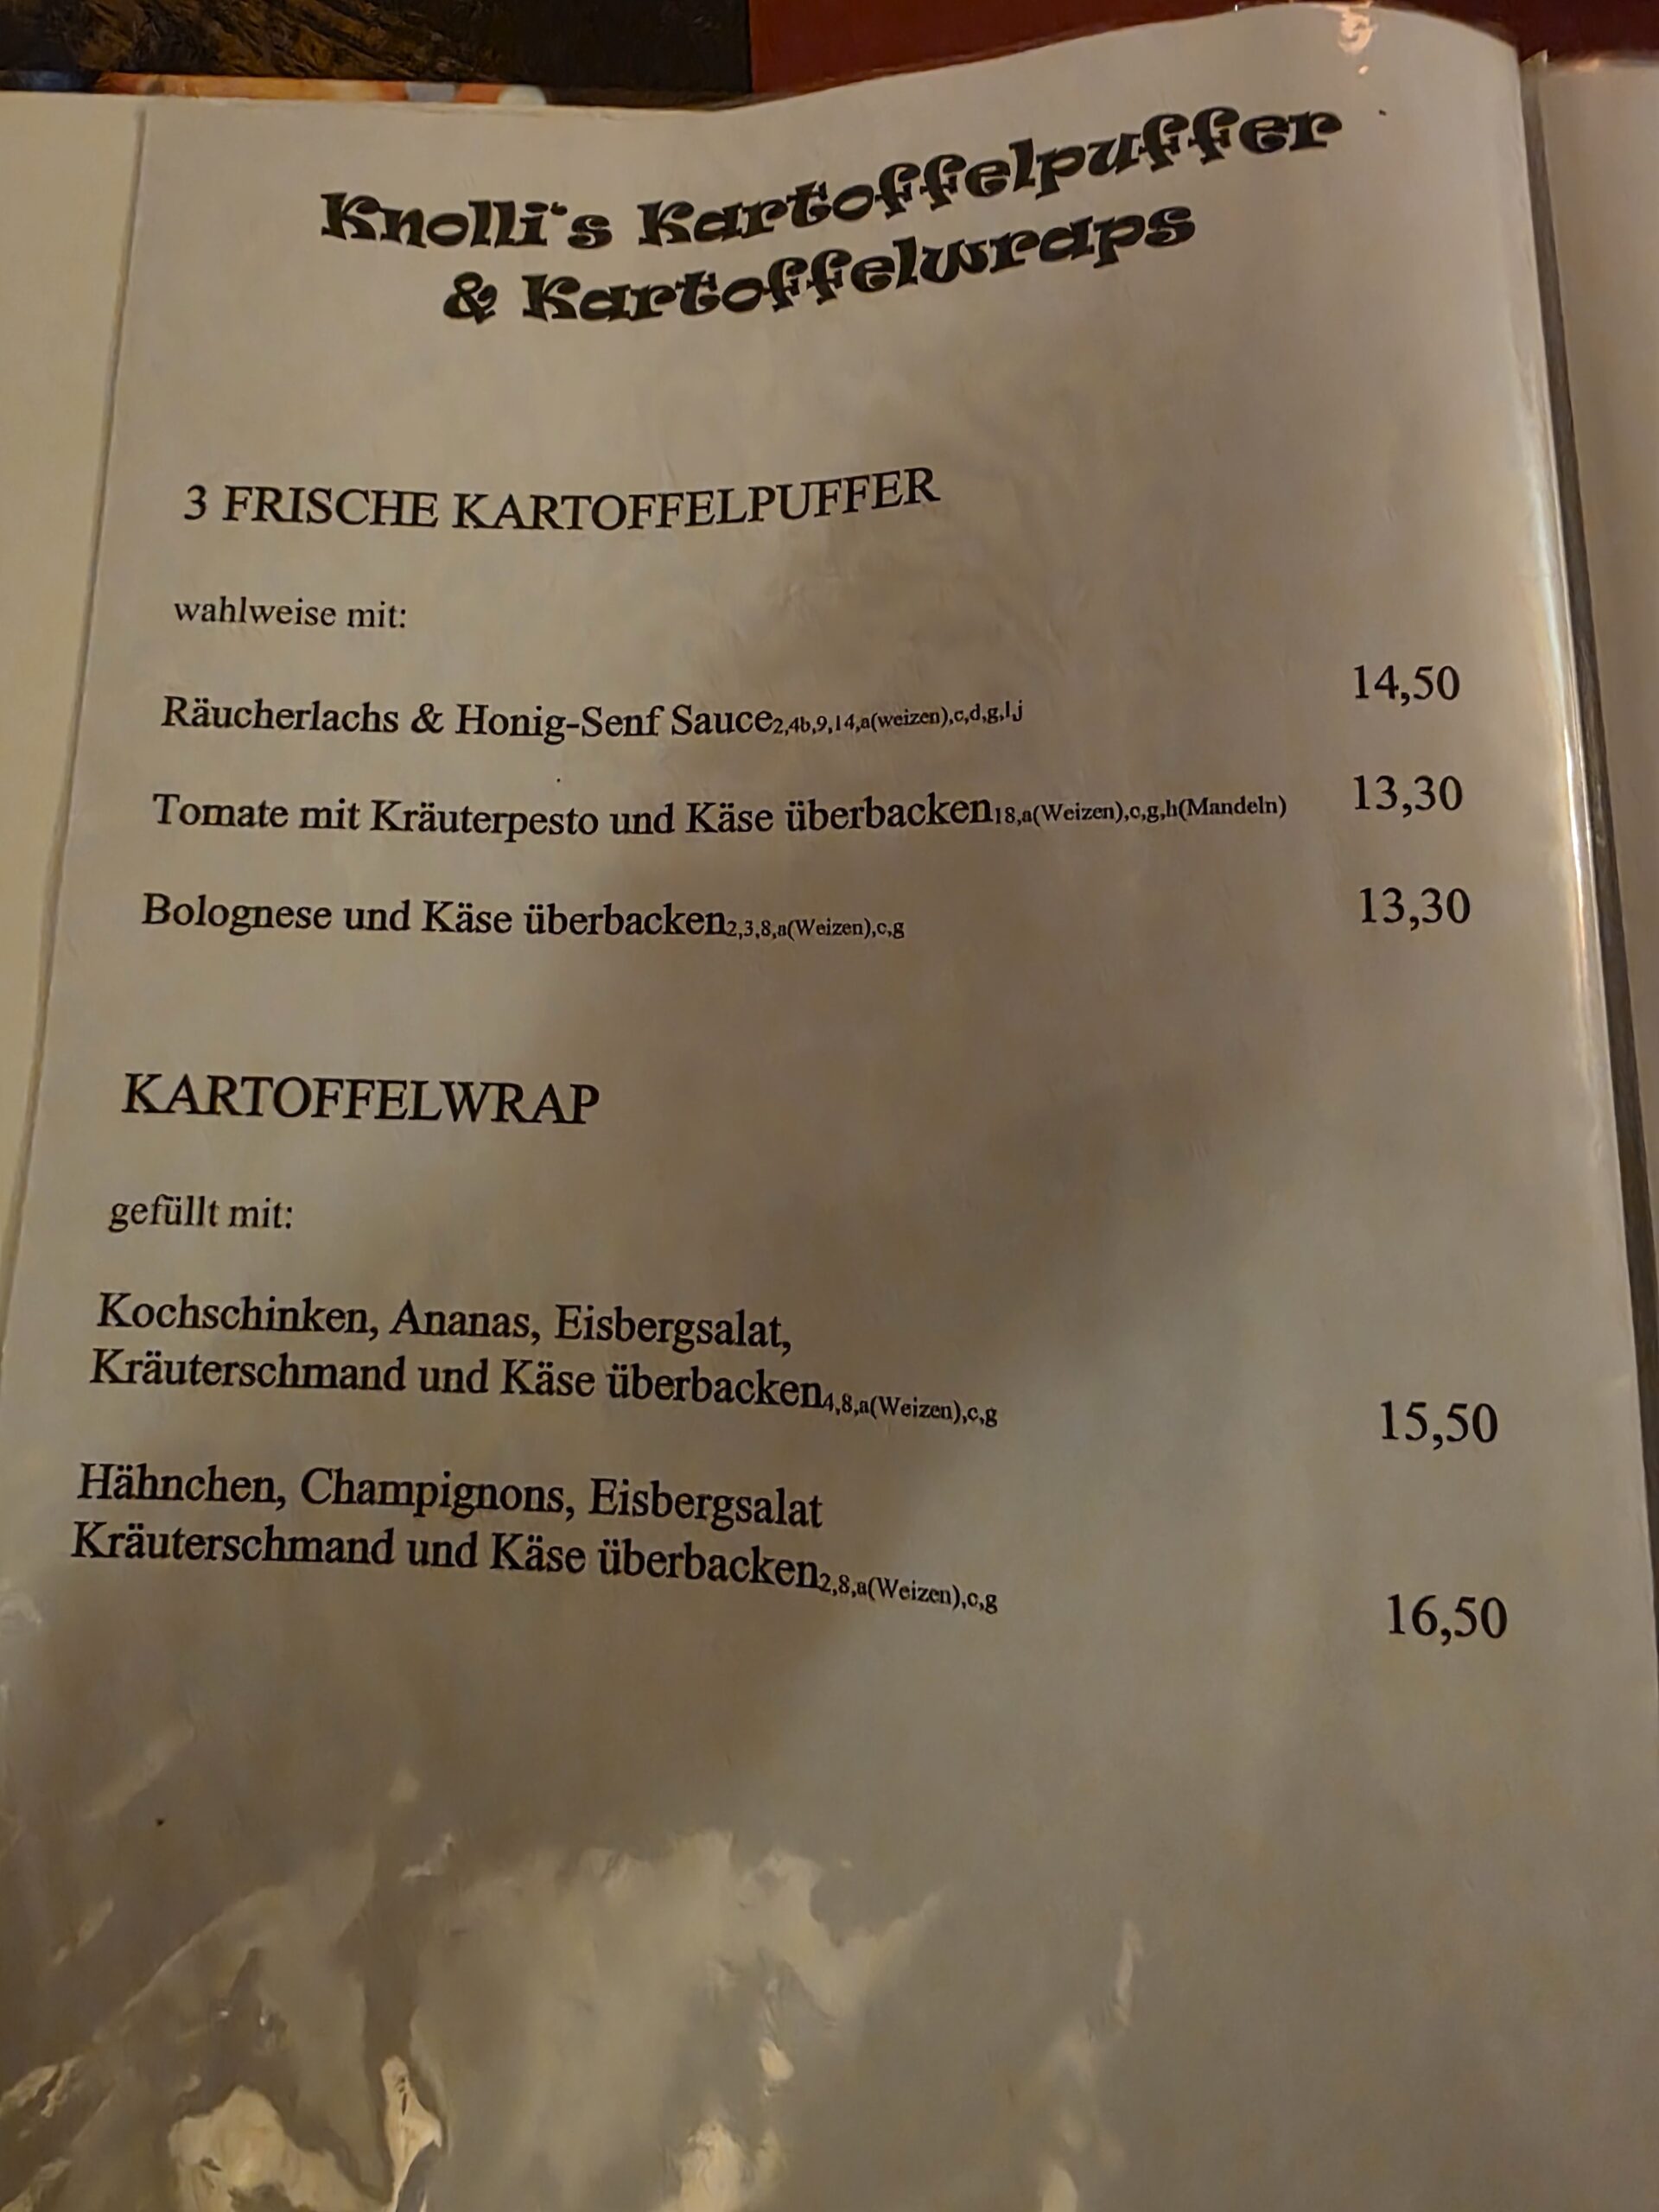 Knolli's Kartoffelpuffer
& Kartoffelwraps
3 FRISCHE KARTOFFELPUFFER
wahlweise mit:
Räucherlachs & Honig-Senf Sauce2,4b,9,14,a(weizen),c,d,g,l,j 14,50
Tomate mit Kräuterpesto und Käse überbacken18,a(Weizen),c,g,h(Mandeln) 13,30
Bolognese und Käse überbacken2,3,8,a(Weizen),c,g 13,30
KARTOFFELWRAP
gefüllt mit:
Kochschinken, Ananas, Eisbergsalat,
Kräuterschmand und Käse überbacken4,8,a(Weizen),c,g 15,50
Hähnchen, Champignons, Eisbergsalat
Kräuterschmand und Käse überbacken2,8,a(Weizen),c,g 16,50